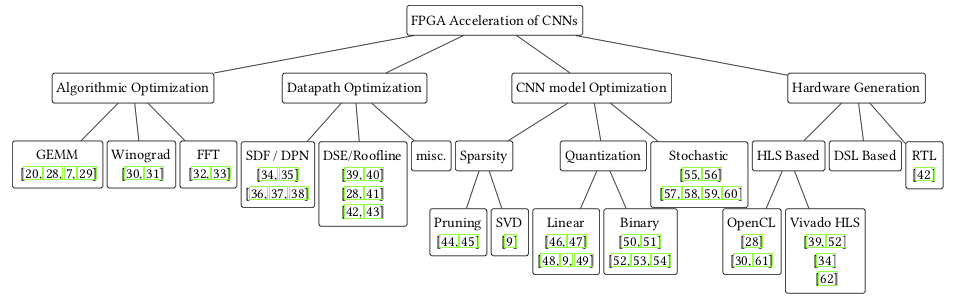 FPGA Acceleration of CNNs
Algorithmic Optimization
Datapath Optimization
CNN model Optimization
Hardware Generation
GEMM
[20, 28, 7, 29]
Winograd
[30, 31]
FFT
[32, 33]
SDF / DPN
[34, 35]
[36, 37, 38]
DSE/Roofline
[39, 40]
[28, 41]
[42, 43]
misc.
Sparsity
Quantization
Stochastic
[55, 56]
[57, 58, 59, 60]
HLS Based
DSL Based
RTL
[42]
Pruning
[44, 45]
SVD
[9]
Linear
[46, 47]
[48, 9, 49]
Binary
[50, 51]
[52, 53, 54]
OpenCL
[28]
[30, 61]
Vivado HLS
[39, 52]
[34]
[62]